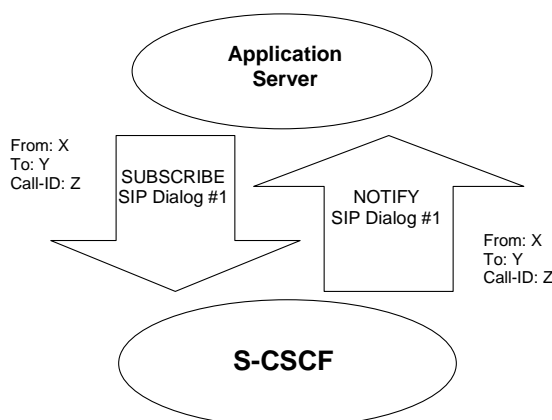 Application
Server
From: X
To: Y
Call-ID: Z
SUBSCRIBE
SIP Dialog #1
NOTIFY
SIP Dialog #1
From: X
To: Y
Call-ID: Z
S-CSCF